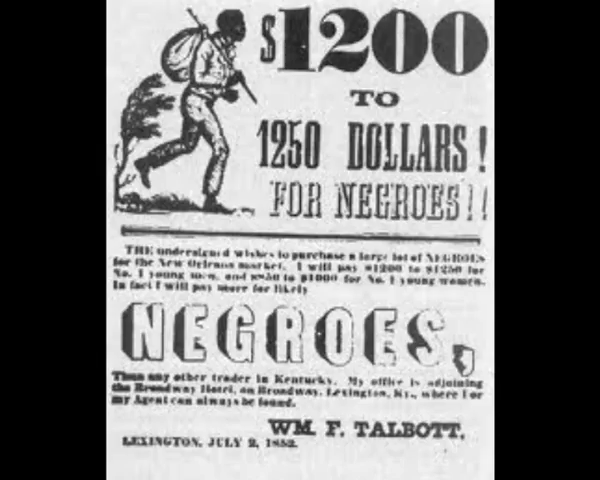 $1200
TO
1250 DOLLARS!
FOR NEGROES!!
THE undersigned wishes to purchase a large lot of NEGROES
for the New Orleans market. I will pay $1200 to $1250 for
No. 1 young men, and $850 to $1000 for No. 1 young women.
In fact I will pay more for likely
NEGROES,
Than any other trader in Kentucky. My office is adjoining
the Broadway Hotel, on Broadway, Lexington, Ky., where I or
my Agent can always be found.
WM. F. TALBOTT.
LEXINGTON, JULY 2, 1853.